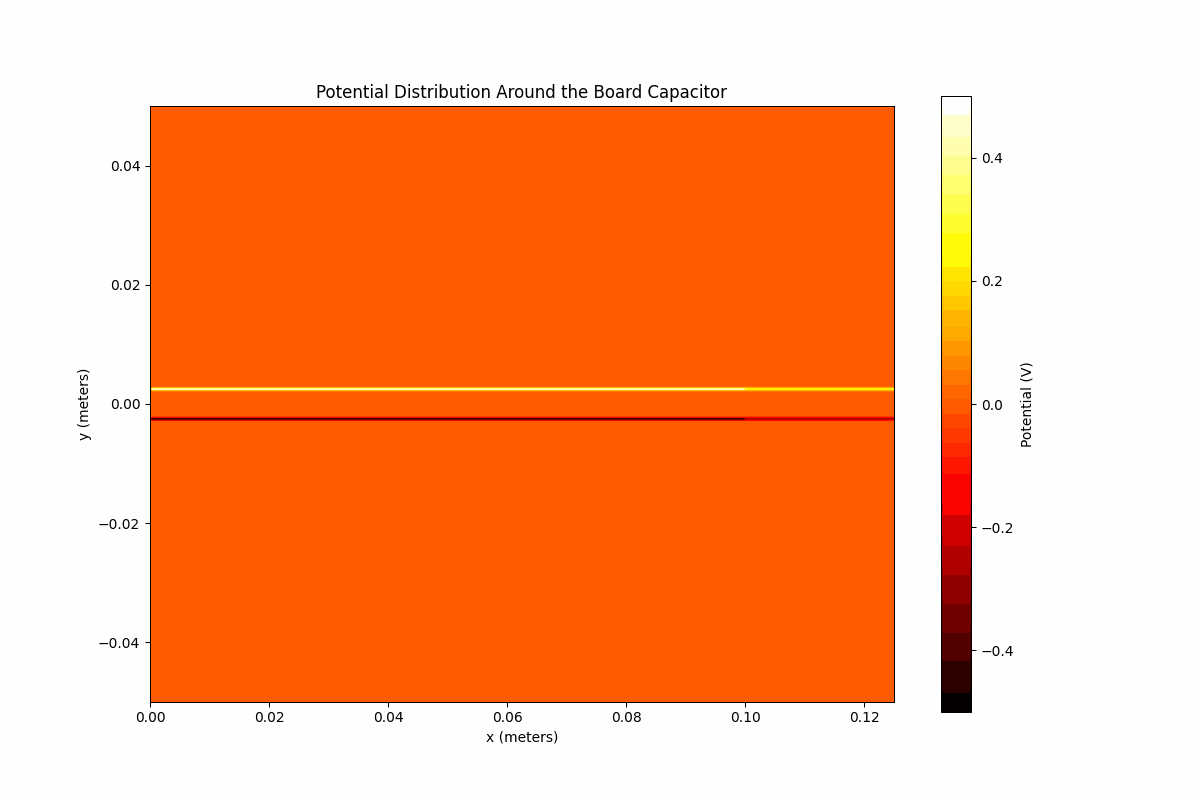 Potential Distribution Around the Board Capacitor
0.04
0.02
0.00
−0.02
−0.04
y (meters)
0.00 0.02 0.04 0.06 0.08 0.10 0.12
x (meters)
0.4
0.2
0.0
−0.2
−0.4
Potential (V)